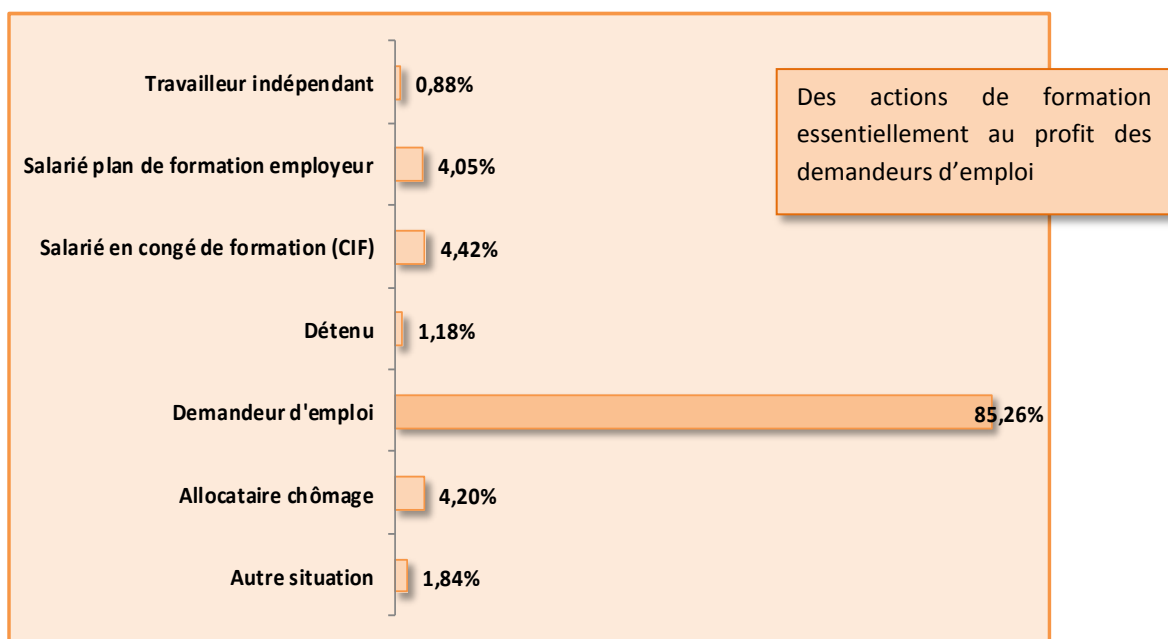 Travailleur indépendant 0,88%
Des actions de formation
essentiellement au profit des
demandeurs d'emploi
Salarié plan de formation employeur 4,05%
Salarié en congé de formation (CIF) 4,42%
Détenu 1,18%
Demandeur d'emploi 85,26%
Allocataire chômage 4,20%
Autre situation 1,84%